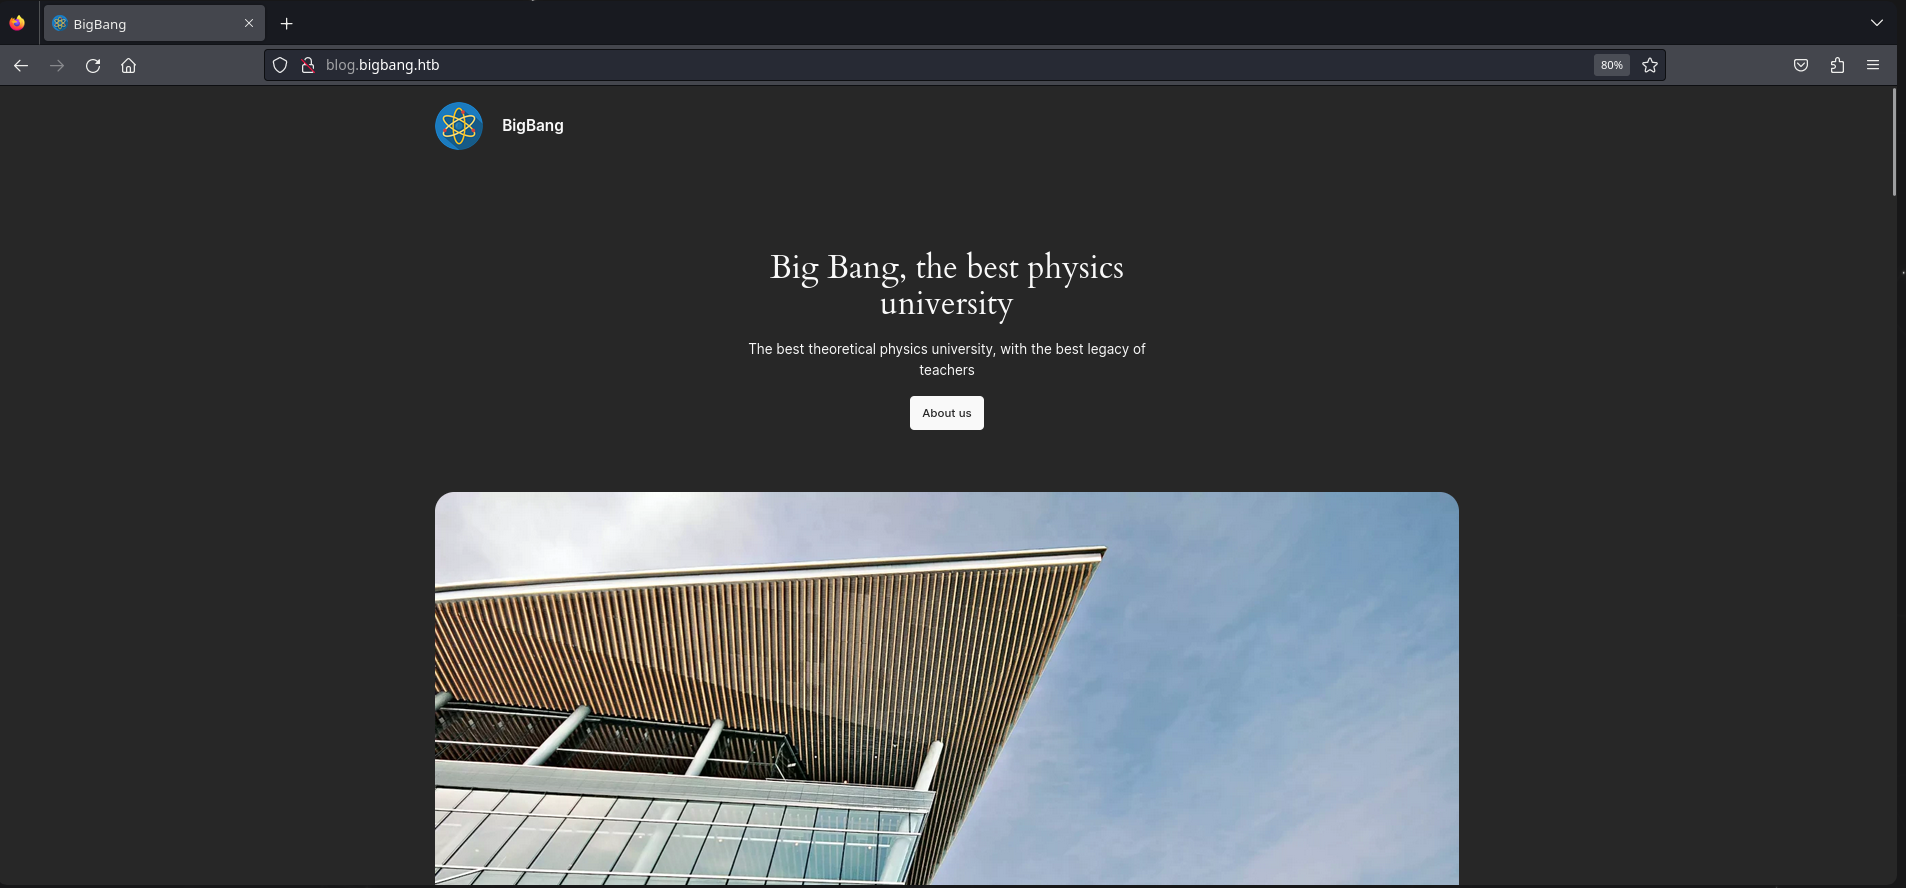 BigBang
blog.bigbang.htb
80%
BigBang
Big Bang, the best physics
university
The best theoretical physics university, with the best legacy of
teachers
About us